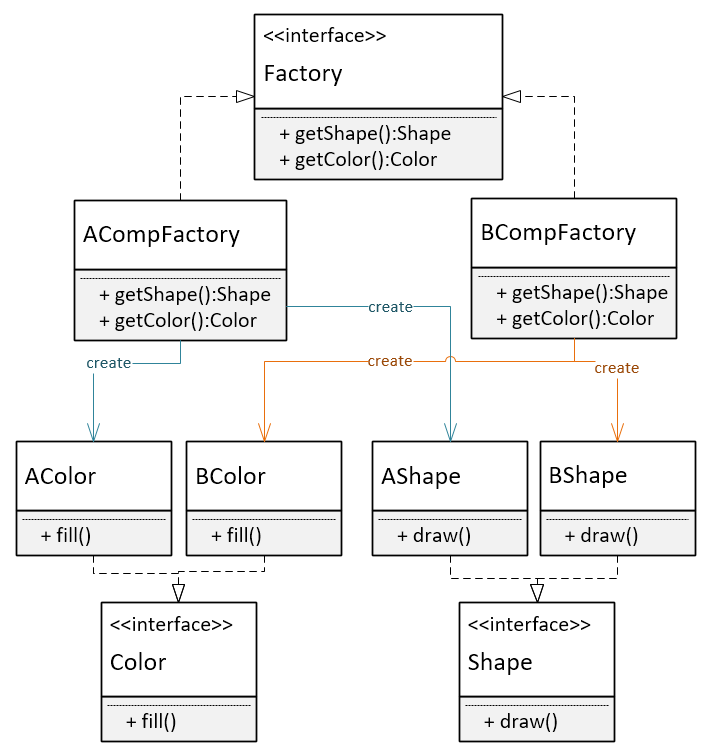 <<interface>>
Factory
+ getShape():Shape
+ getColor():Color
ACompFactory
+ getShape():Shape
+ getColor():Color
BCompFactory
+ getShape():Shape
+ getColor():Color
create
create
create
create
AColor
+ fill()
BColor
+ fill()
AShape
+ draw()
BShape
+ draw()
<<interface>>
Color
+ fill()
<<interface>>
Shape
+ draw()